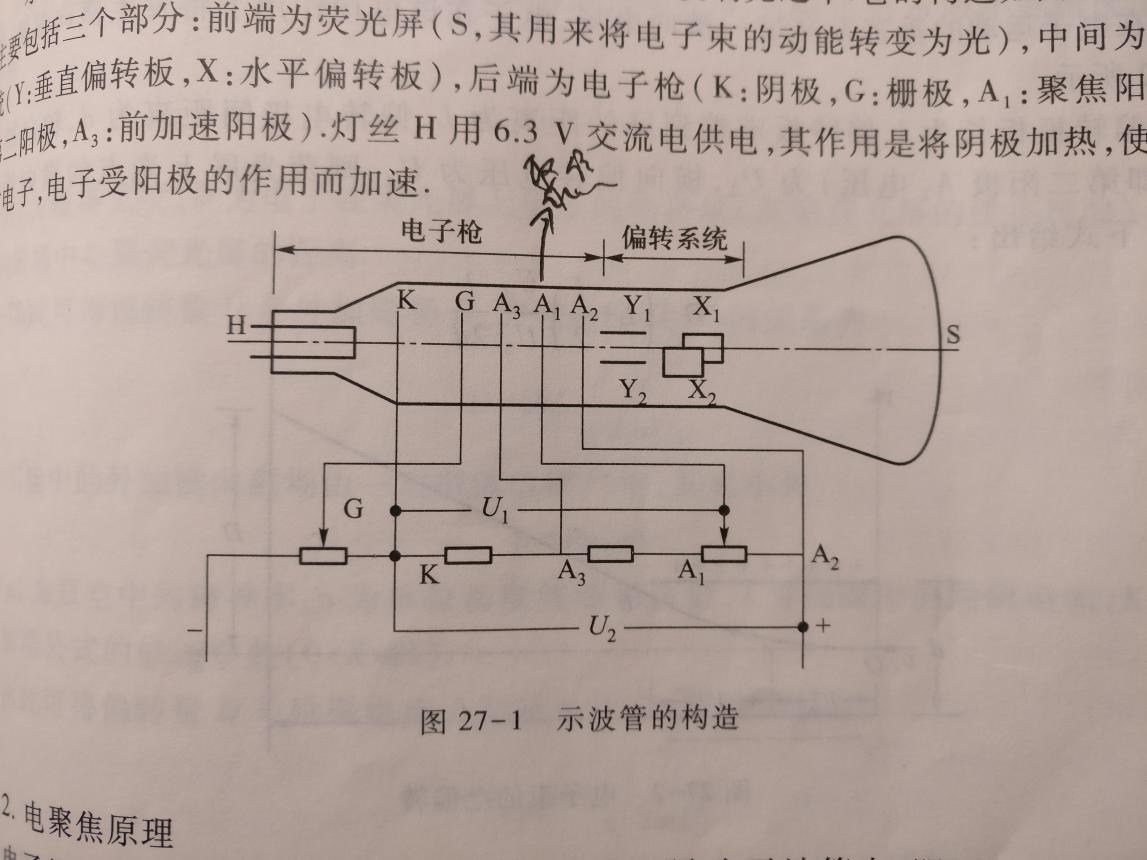 主要包括三个部分:前端为荧光屏(S,其用来将电子束的动能转变为光),中间为
(Y:垂直偏转板,X:水平偏转板),后端为电子枪(K:阴极,G:栅极,A₁:聚焦阳
二阳极,A₃:前加速阳极).灯丝 H 用 6.3 V 交流电供电,其作用是将阴极加热,使
电子,电子受阳极的作用而加速.
电子枪 偏转系统
K G A₃ A₁ A₂ Y₁ X₁
H S
Y₂ X₂
G U₁
K A₃ A₁ A₂
− U₂ +
图 27-1 示波管的构造
2. 电聚焦原理